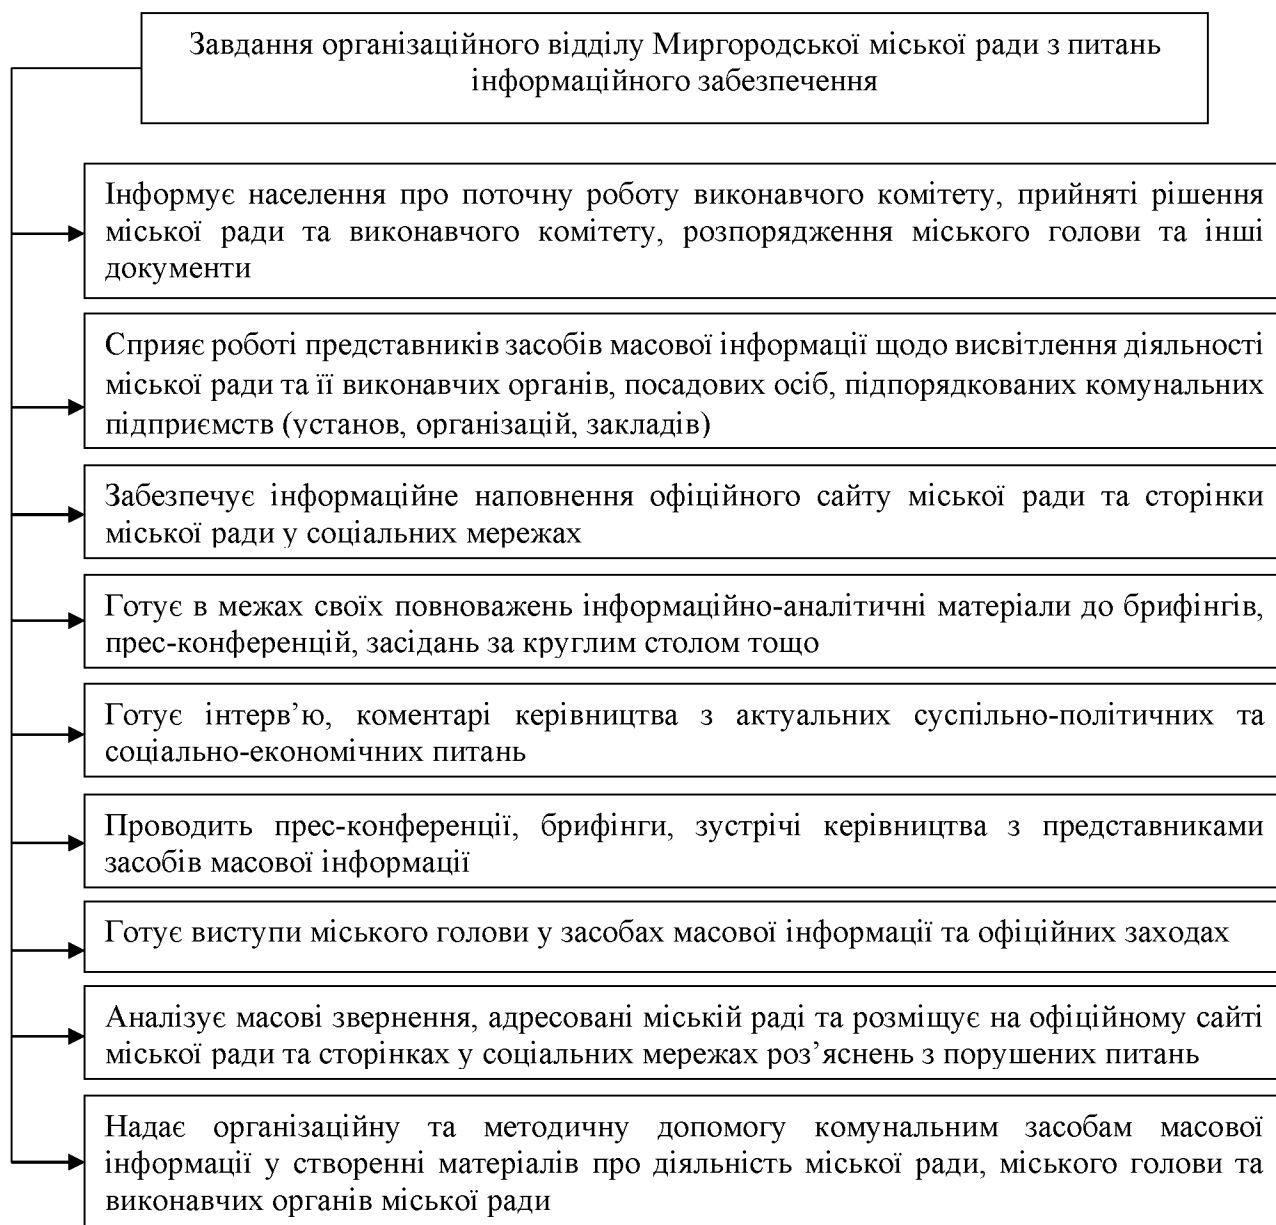 Завдання організаційного відділу Миргородської міської ради з питань
інформаційного забезпечення
Інформує населення про поточну роботу виконавчого комітету, прийняті рішення
міської ради та виконавчого комітету, розпорядження міського голови та інші
документи
Сприяє роботі представників засобів масової інформації щодо висвітлення діяльності
міської ради та її виконавчих органів, посадових осіб, підпорядкованих комунальних
підприємств (установ, організацій, закладів)
Забезпечує інформаційне наповнення офіційного сайту міської ради та сторінки
міської ради у соціальних мережах
Готує в межах своїх повноважень інформаційно-аналітичні матеріали до брифінгів,
прес-конференцій, засідань за круглим столом тощо
Готує інтерв’ю, коментарі керівництва з актуальних суспільно-політичних та
соціально-економічних питань
Проводить прес-конференції, брифінги, зустрічі керівництва з представниками
засобів масової інформації
Готує виступи міського голови у засобах масової інформації та офіційних заходах
Аналізує масові звернення, адресовані міській раді та розміщує на офіційному сайті
міської ради та сторінках у соціальних мережах роз’яснень з порушених питань
Надає організаційну та методичну допомогу комунальним засобам масової
інформації у створенні матеріалів про діяльність міської ради, міського голови та
виконавчих органів міської ради